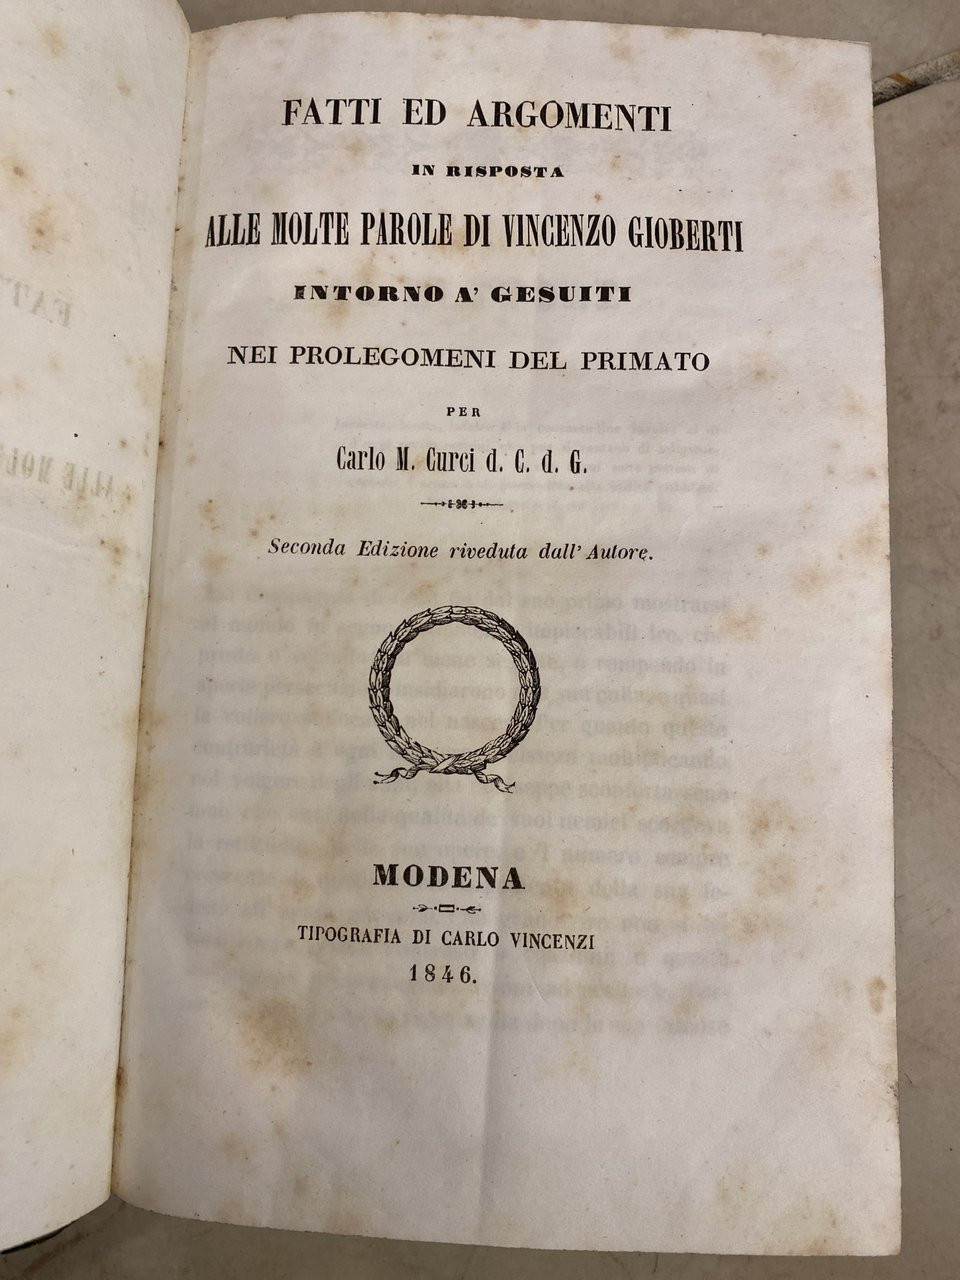 FATTI ED ARGOMENTI
IN RISPOSTA
ALLE MOLTE PAROLE DI VINCENZO GIOBERTI
INTORNO A' GESUITI
NEI PROLEGOMENI DEL PRIMATO
PER
Carlo M. Curci d. C. d. G.
Seconda Edizione riveduta dall' Autore.
MODENA
TIPOGRAFIA DI CARLO VINCENZI
1846.